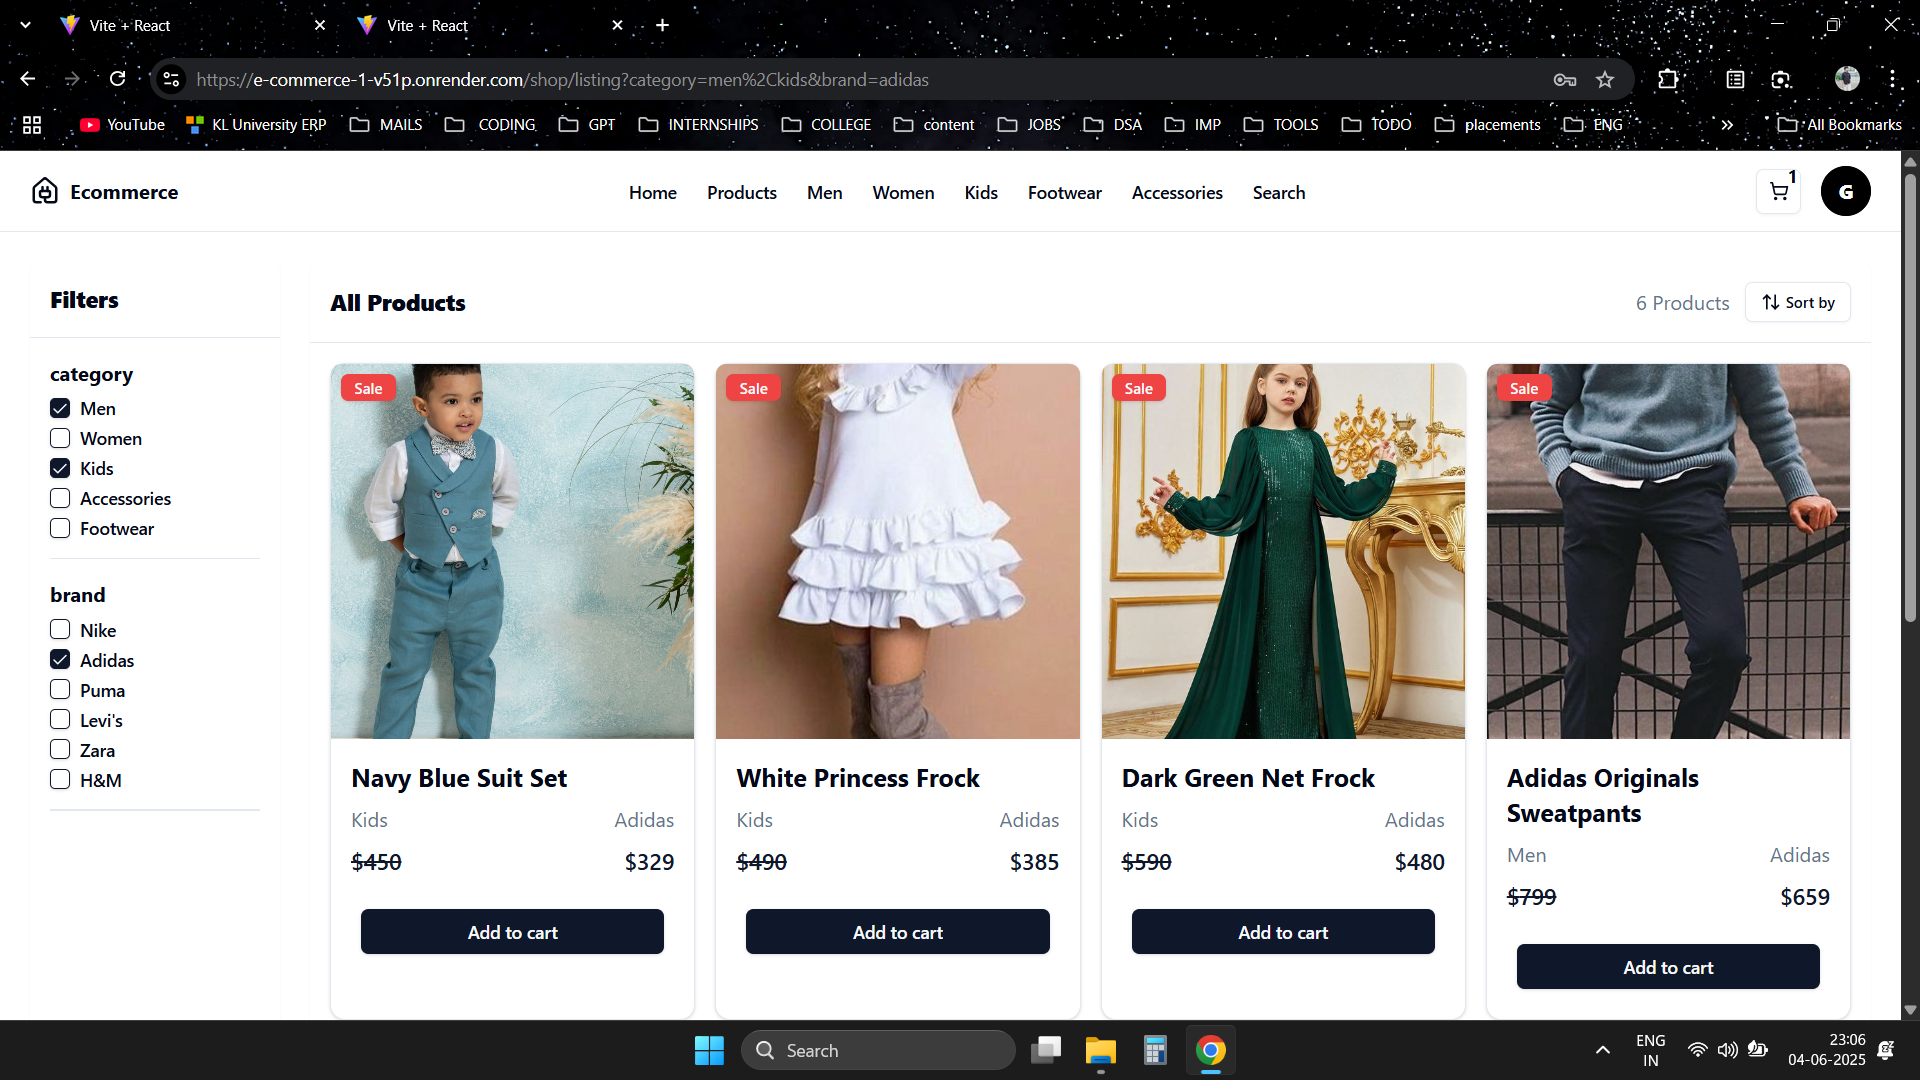 Vite + React
Vite + React
https://e-commerce-1-v51p.onrender.com/shop/listing?category=men%2Ckids&brand=adidas
YouTube KL University ERP MAILS CODING GPT INTERNSHIPS COLLEGE content JOBS DSA IMP TOOLS TODO placements ENG » All Bookmarks
Ecommerce
Home Products Men Women Kids Footwear Accessories Search
1
G
Filters
category
Men
Women
Kids
Accessories
Footwear
brand
Nike
Adidas
Puma
Levi's
Zara
H&M
All Products
6 Products
Sort by
Sale
Navy Blue Suit Set
Kids Adidas
$450 $329
Add to cart
Sale
White Princess Frock
Kids Adidas
$490 $385
Add to cart
Sale
Dark Green Net Frock
Kids Adidas
$590 $480
Add to cart
Sale
Adidas Originals
Sweatpants
Men Adidas
$799 $659
Add to cart
Search
ENG
IN
23:06
04-06-2025